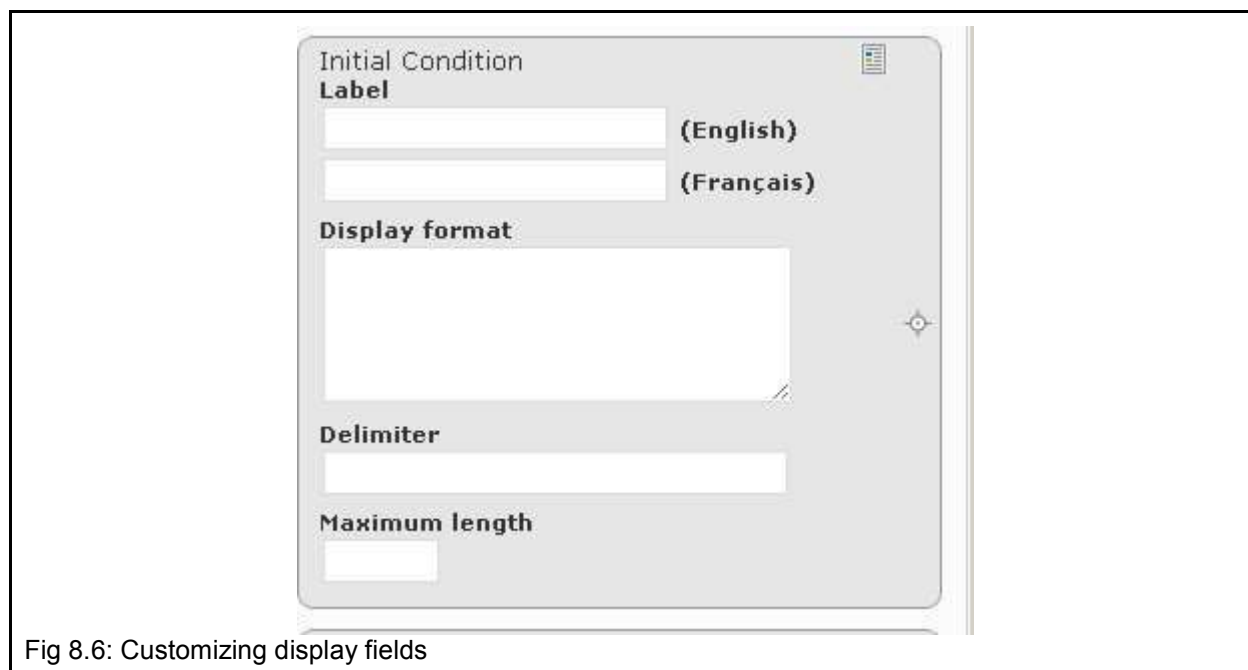 Initial Condition
Label
(English)
(Français)
Display format
Delimiter
Maximum length
Fig 8.6: Customizing display fields